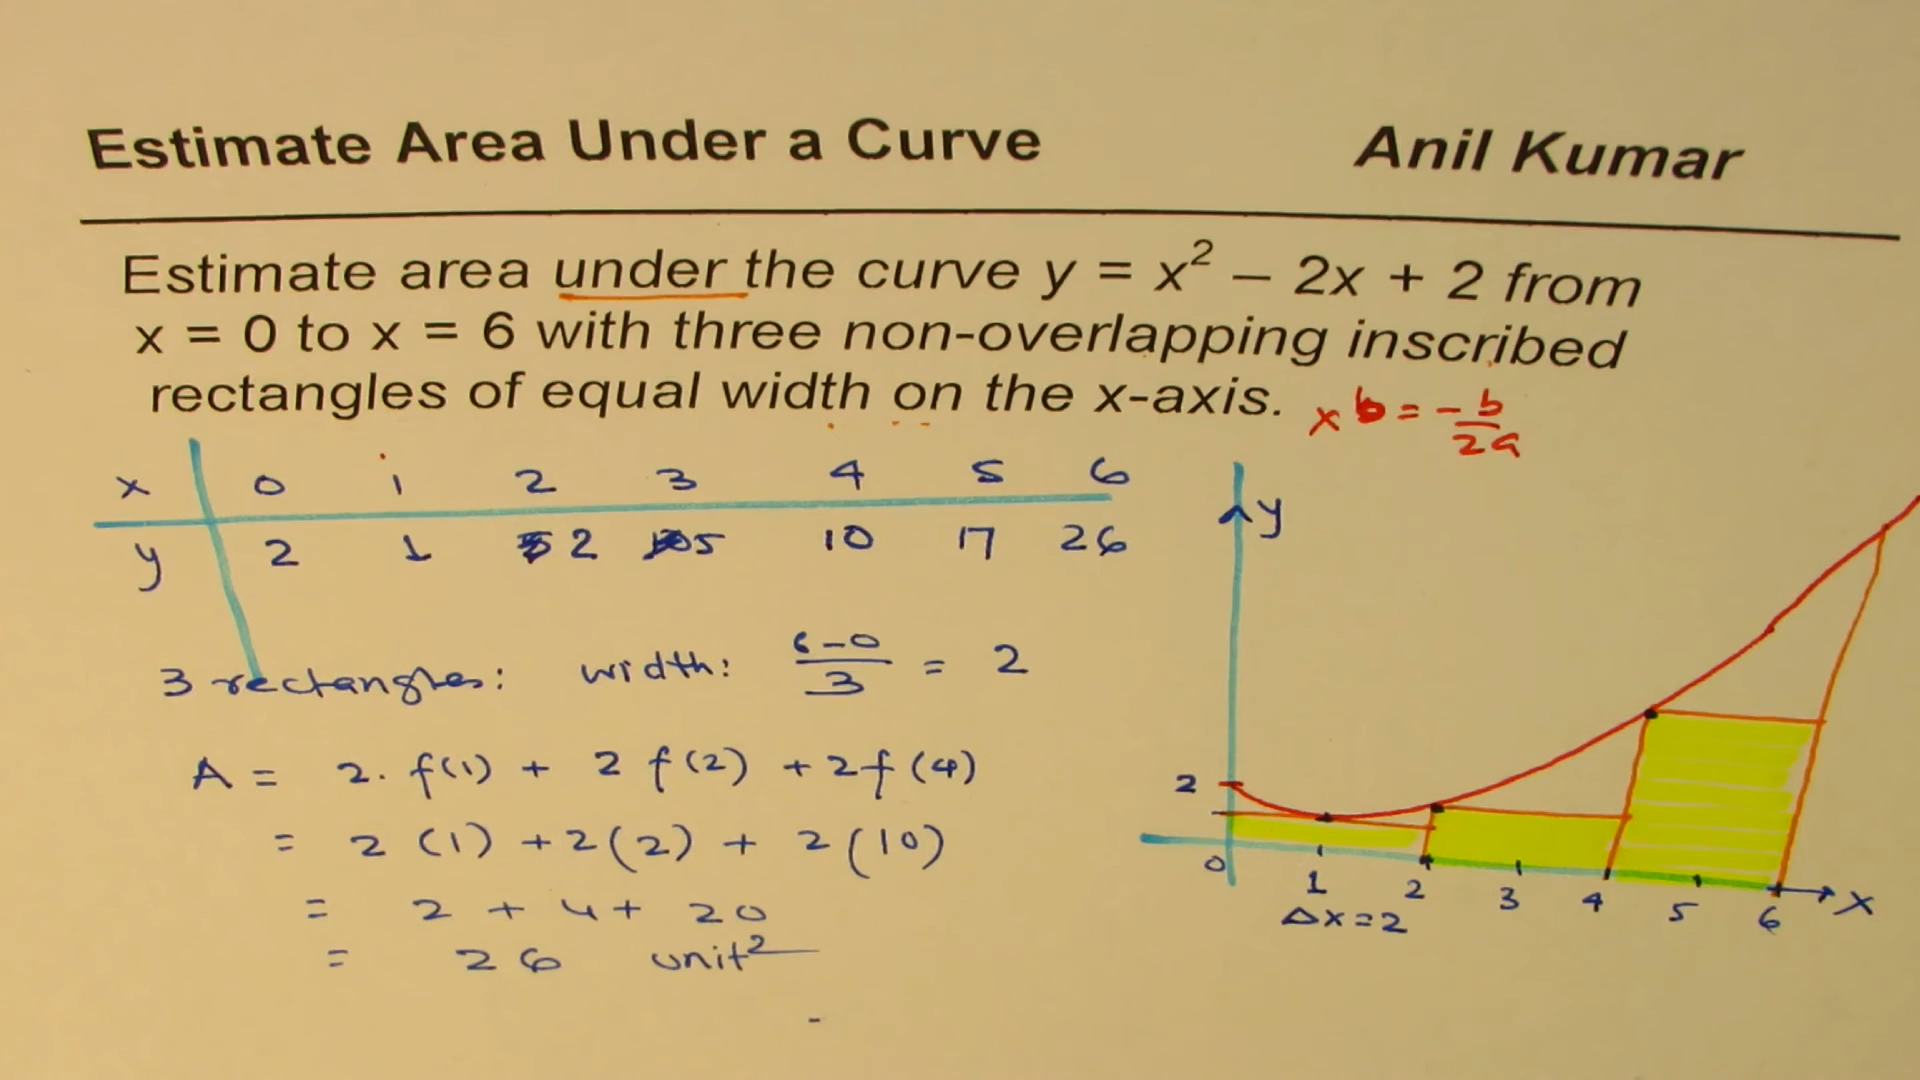 Estimate Area Under a Curve Anil Kumar
Estimate area under the curve y = x² – 2x + 2 from
x = 0 to x = 6 with three non-overlapping inscribed
rectangles of equal width on the x-axis.
x = -b/2a
x 0 1 2 3 4 5 6
y 2 1 2 5 10 17 26
3 rectangles: width: (6-0)/3 = 2
A = 2. f(1) + 2 f(2) + 2f(4)
= 2 (1) + 2(2) + 2(10)
= 2 + 4 + 20
= 26 unit²
y
2
0 1 2 3 4 5 6 x
Δx=2